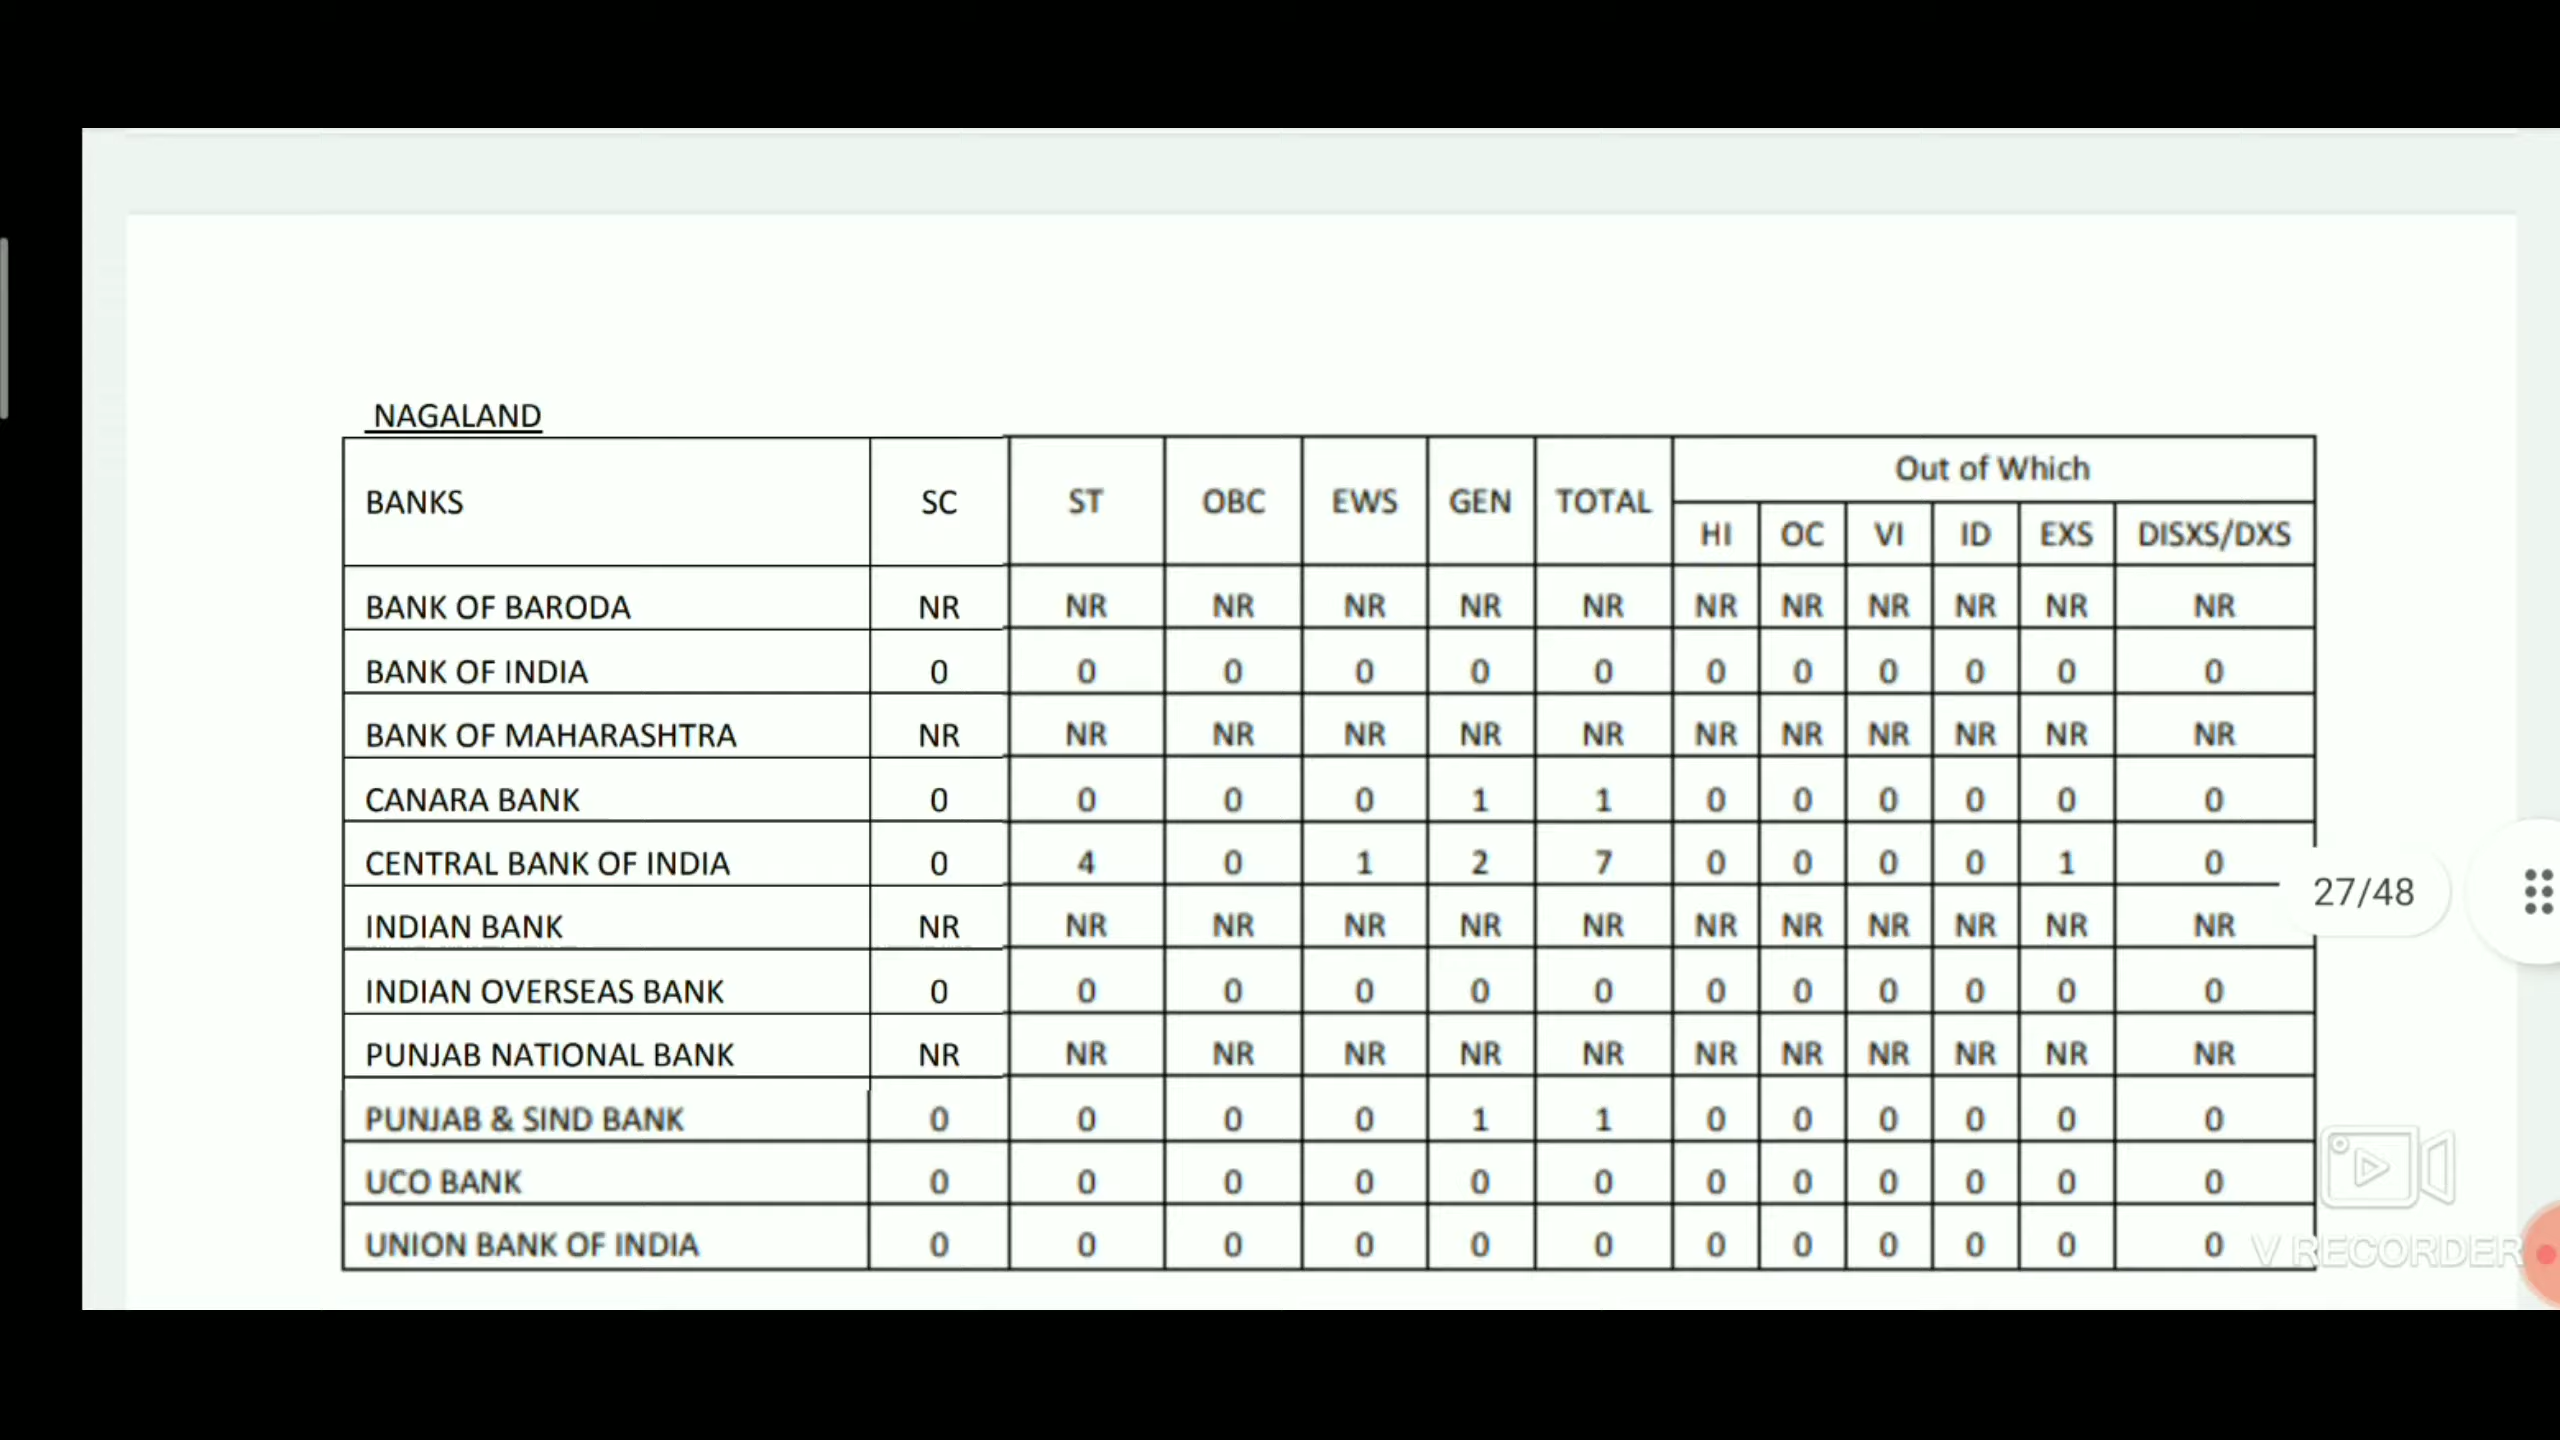 NAGALAND
BANKS SC ST OBC EWS GEN TOTAL Out of Which
HI OC VI ID EXS DISXS/DXS
BANK OF BARODA NR NR NR NR NR NR NR NR NR NR NR NR
BANK OF INDIA 0 0 0 0 0 0 0 0 0 0 0 0
BANK OF MAHARASHTRA NR NR NR NR NR NR NR NR NR NR NR NR
CANARA BANK 0 0 0 0 1 1 0 0 0 0 0 0
CENTRAL BANK OF INDIA 0 4 0 1 2 7 0 0 0 0 1 0
27/48
INDIAN BANK NR NR NR NR NR NR NR NR NR NR NR NR
INDIAN OVERSEAS BANK 0 0 0 0 0 0 0 0 0 0 0 0
PUNJAB NATIONAL BANK NR NR NR NR NR NR NR NR NR NR NR NR
PUNJAB & SIND BANK 0 0 0 0 1 1 0 0 0 0 0 0
UCO BANK 0 0 0 0 0 0 0 0 0 0 0 0
UNION BANK OF INDIA 0 0 0 0 0 0 0 0 0 0 0 0
V RECORDER